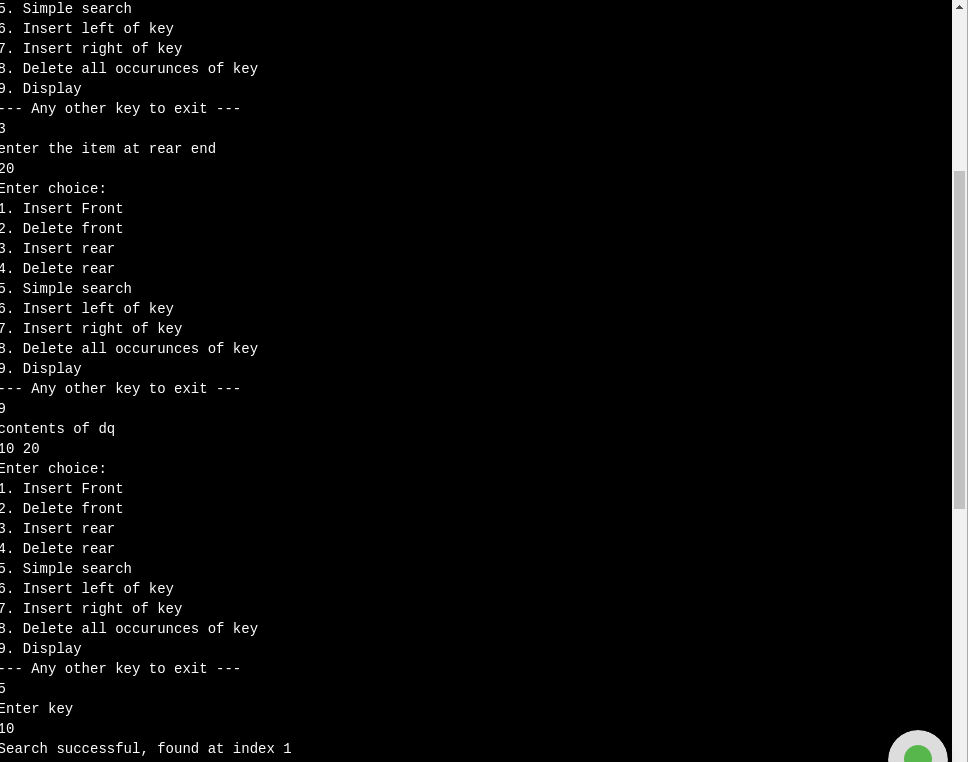 5. Simple search
6. Insert left of key
7. Insert right of key
8. Delete all occurunces of key
9. Display
--- Any other key to exit ---
3
enter the item at rear end
20
Enter choice:
1. Insert Front
2. Delete front
3. Insert rear
4. Delete rear
5. Simple search
6. Insert left of key
7. Insert right of key
8. Delete all occurunces of key
9. Display
--- Any other key to exit ---
9
contents of dq
10 20
Enter choice:
1. Insert Front
2. Delete front
3. Insert rear
4. Delete rear
5. Simple search
6. Insert left of key
7. Insert right of key
8. Delete all occurunces of key
9. Display
--- Any other key to exit ---
5
Enter key
10
Search successful, found at index 1